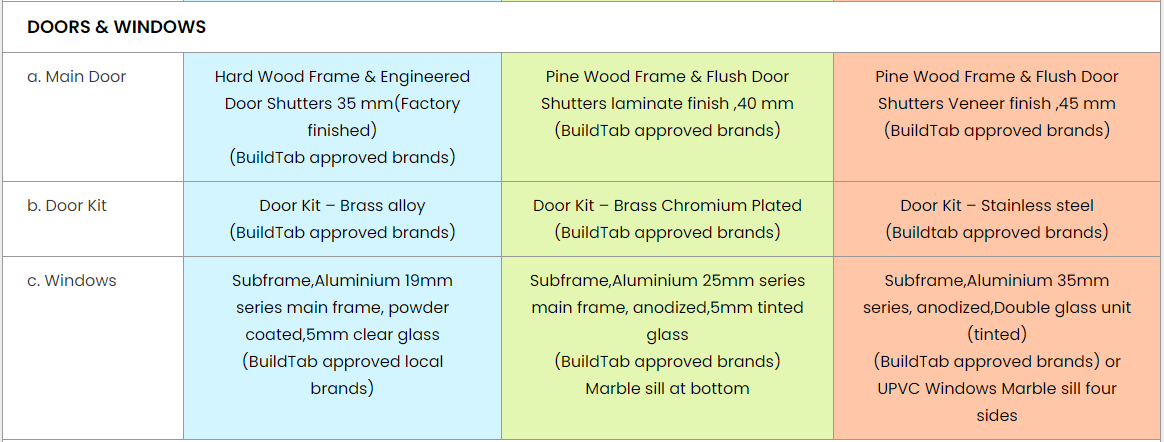 DOORS & WINDOWS
a. Main Door
Hard Wood Frame & Engineered
Door Shutters 35 mm(Factory
finished)
(BuildTab approved brands)
Pine Wood Frame & Flush Door
Shutters laminate finish ,40 mm
(BuildTab approved brands)
Pine Wood Frame & Flush Door
Shutters Veneer finish ,45 mm
(BuildTab approved brands)
b. Door Kit
Door Kit – Brass alloy
(BuildTab approved brands)
Door Kit – Brass Chromium Plated
(BuildTab approved brands)
Door Kit – Stainless steel
(Buildtab approved brands)
c. Windows
Subframe,Aluminium 19mm
series main frame, powder
coated,5mm clear glass
(BuildTab approved local
brands)
Subframe,Aluminium 25mm series
main frame, anodized,5mm tinted
glass
(BuildTab approved brands)
Marble sill at bottom
Subframe,Aluminium 35mm
series, anodized,Double glass unit
(tinted)
(BuildTab approved brands) or
UPVC Windows Marble sill four
sides